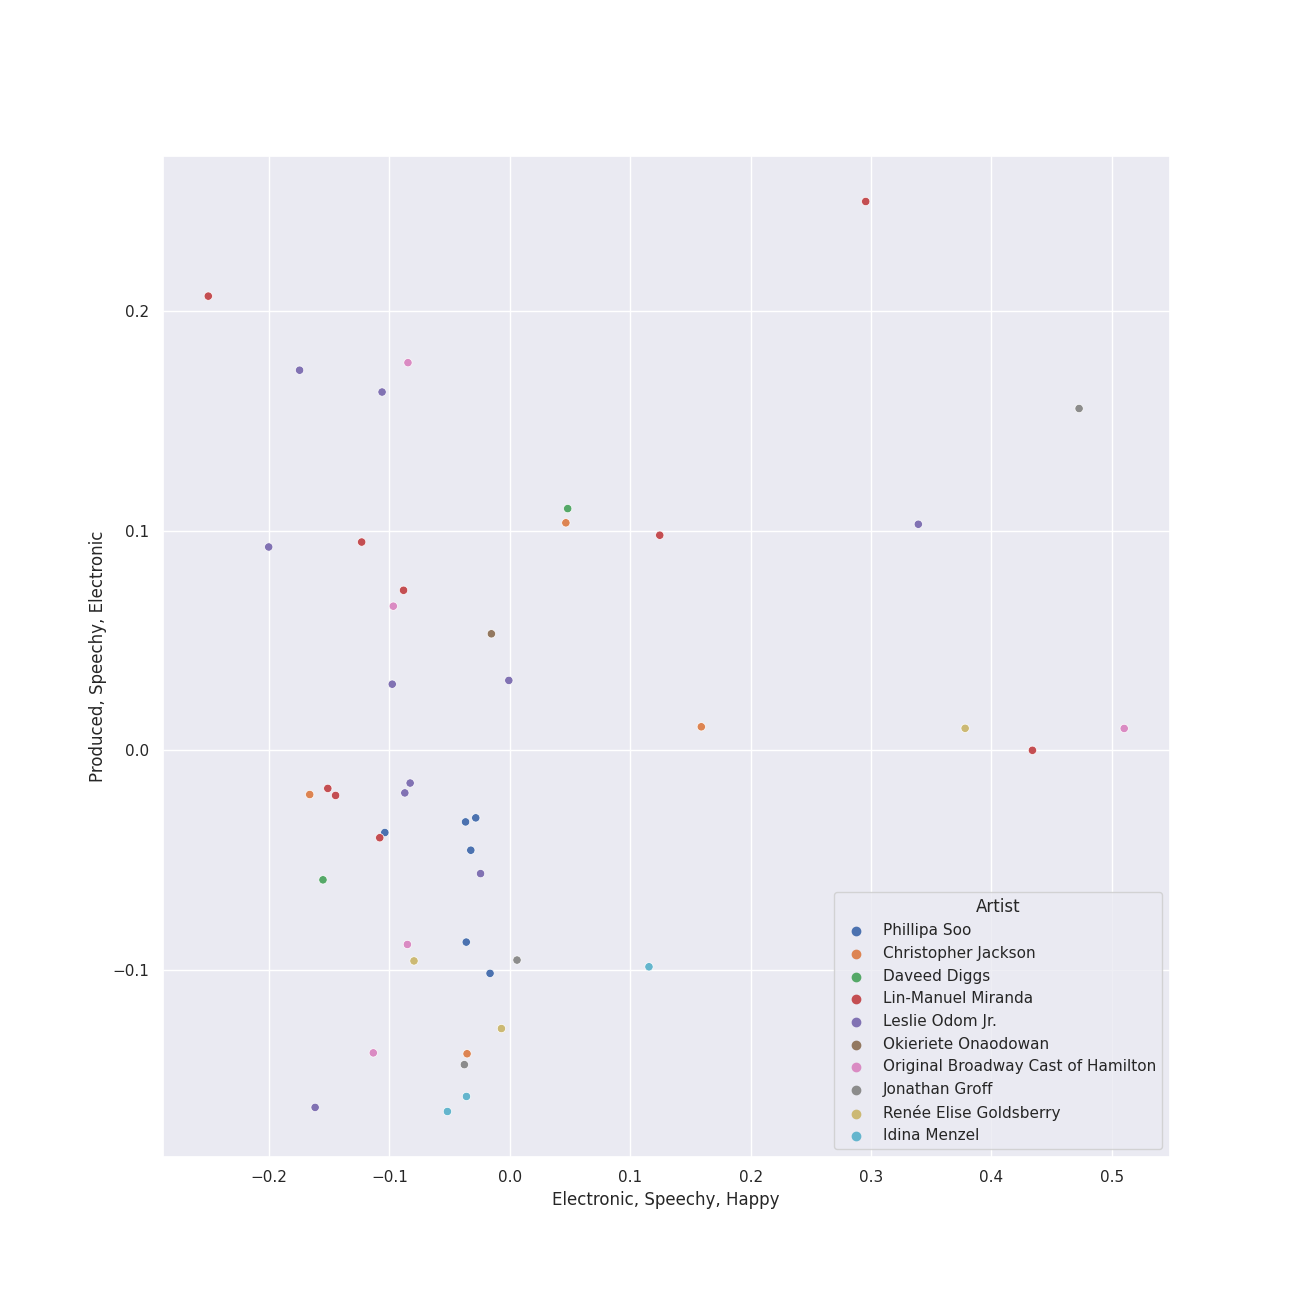 0.2
0.1
0.0
−0.1
Produced, Speechy, Electronic
Artist
Phillipa Soo
Christopher Jackson
Daveed Diggs
Lin-Manuel Miranda
Leslie Odom Jr.
Okieriete Onaodowan
Original Broadway Cast of Hamilton
Jonathan Groff
Renée Elise Goldsberry
Idina Menzel
−0.2 −0.1 0.0 0.1 0.2 0.3 0.4 0.5
Electronic, Speechy, Happy